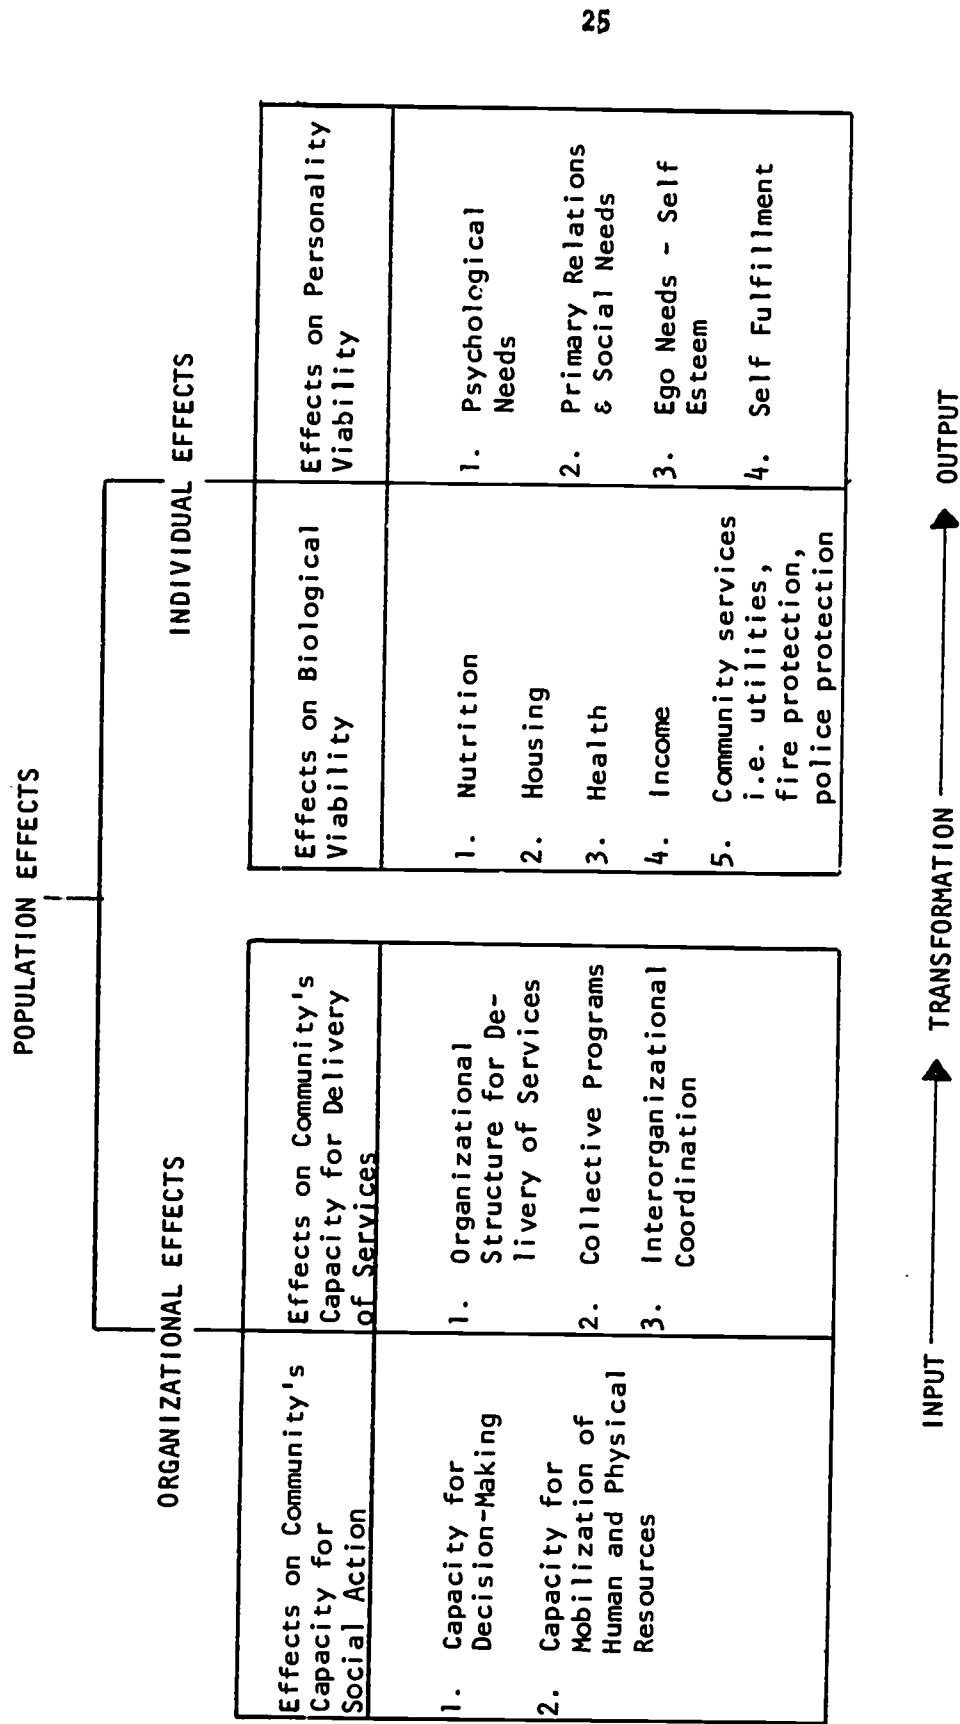 25
POPULATION EFFECTS
ORGANIZATIONAL EFFECTS
INDIVIDUAL EFFECTS
Effects on Community's
Capacity for
Social Action
1. Capacity for
Decision-Making
2. Capacity for
Mobilization of
Human and Physical
Resources
Effects on Community's
Capacity for Delivery
of Services
1. Organizational
Structure for De-
livery of Services
2. Collective Programs
3. Interorganizational
Coordination
Effects on Biological
Viability
1. Nutrition
2. Housing
3. Health
4. Income
5. Community services
i.e. utilities,
fire protection,
police protection
Effects on Personality
Viability
1. Psychological
Needs
2. Primary Relations
& Social Needs
3. Ego Needs - Self
Esteem
4. Self Fulfillment
INPUT TRANSFORMATION OUTPUT